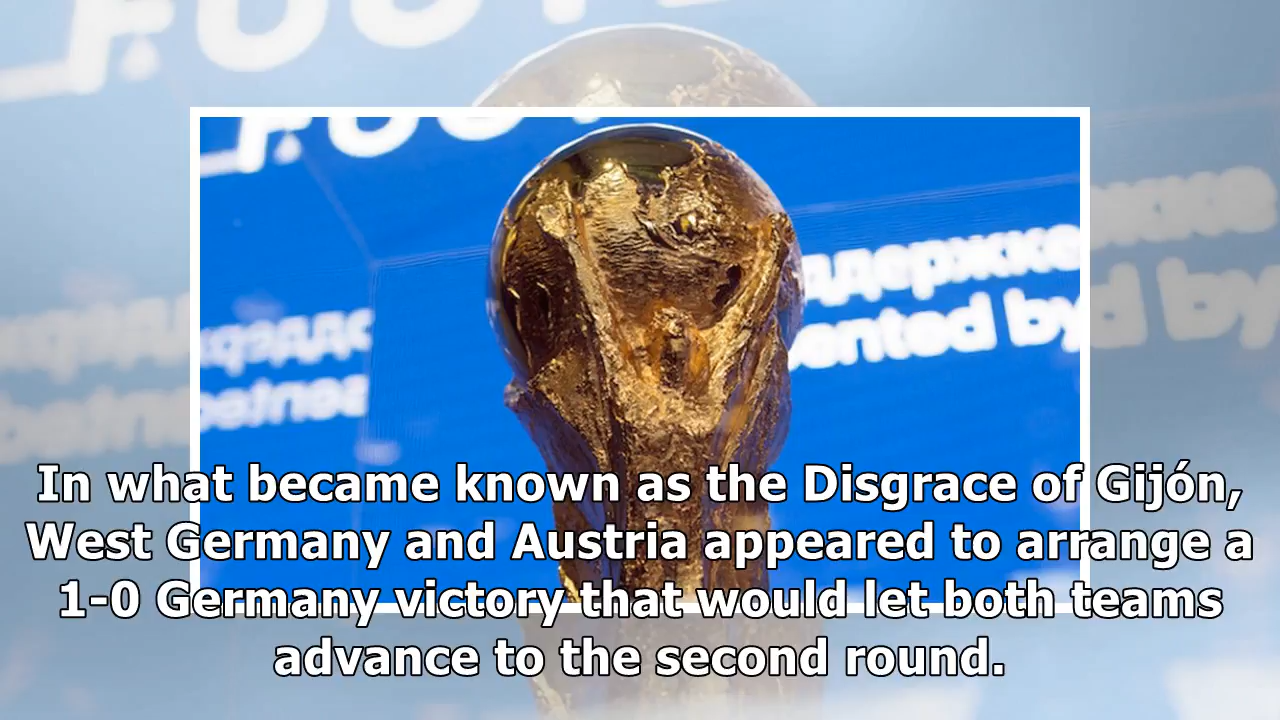 In what became known as the Disgrace of Gijón,
West Germany and Austria appeared to arrange a
1-0 Germany victory that would let both teams
advance to the second round.